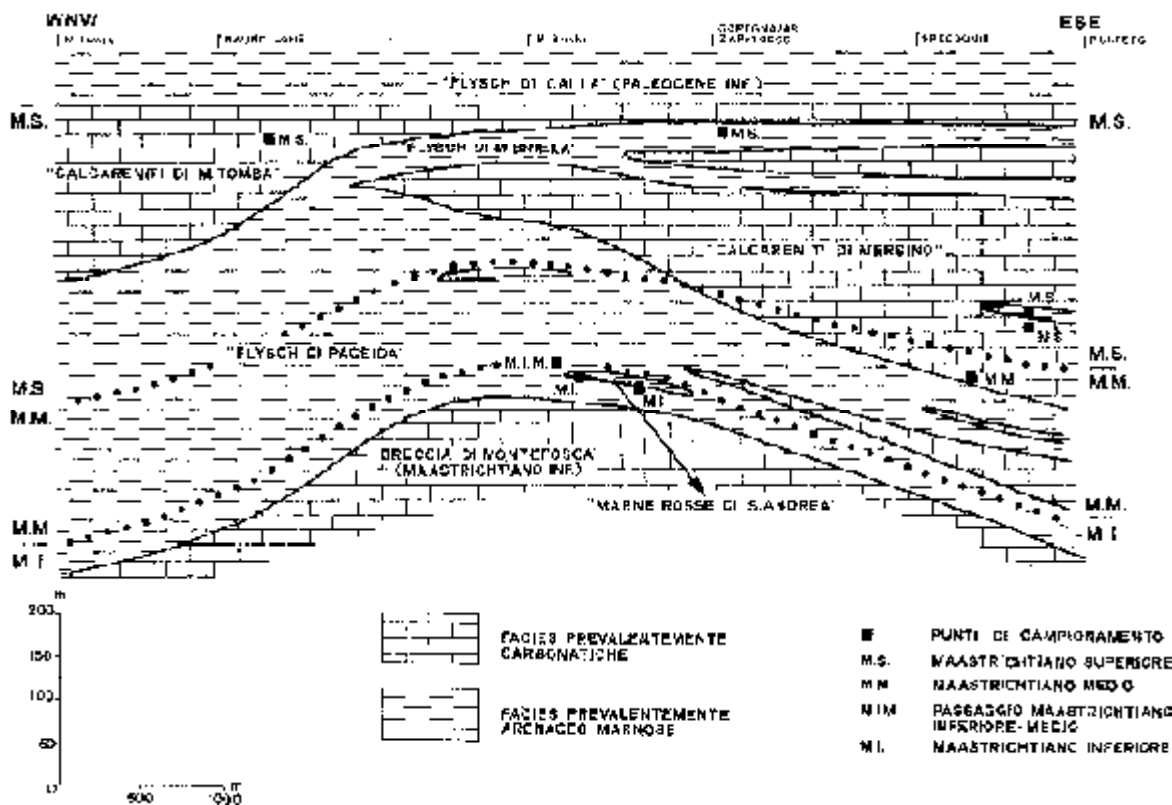 WNW
ESE
"FLYSCH DI CALLA" (PALEOGENE INF.)
M.S.
M.S.
M.S.
M.S.
"CALCARENITI DI M.TOMBA"
"CALCARENITI DI MERSINO"
M.S.
M.S.
"FLYSCH DI PACEIDA"
M.I.M.
M.I.
M.I.
M.M.
M.S.
M.M.
M.S.
M.M.
BRECCIA DI MONTEFOSCA
(MAASTRICHTIANO INF.)
"MARNE ROSSE DI S.ANDREA"
M.M.
M.I.
M.M.
M.I.
m
200
150
100
50
0
500
1000
m
FACIES PREVALENTEMENTE
CARBONATICHE
FACIES PREVALENTEMENTE
ARENACEO MARNOSE
PUNTI DI CAMPIONAMENTO
M.S. MAASTRICHTIANO SUPERIORE
M.M. MAASTRICHTIANO MEDIO
M.I.M. PASSAGGIO MAASTRICHTIANO
INFERIORE-MEDIO
M.I. MAASTRICHTIANO INFERIORE